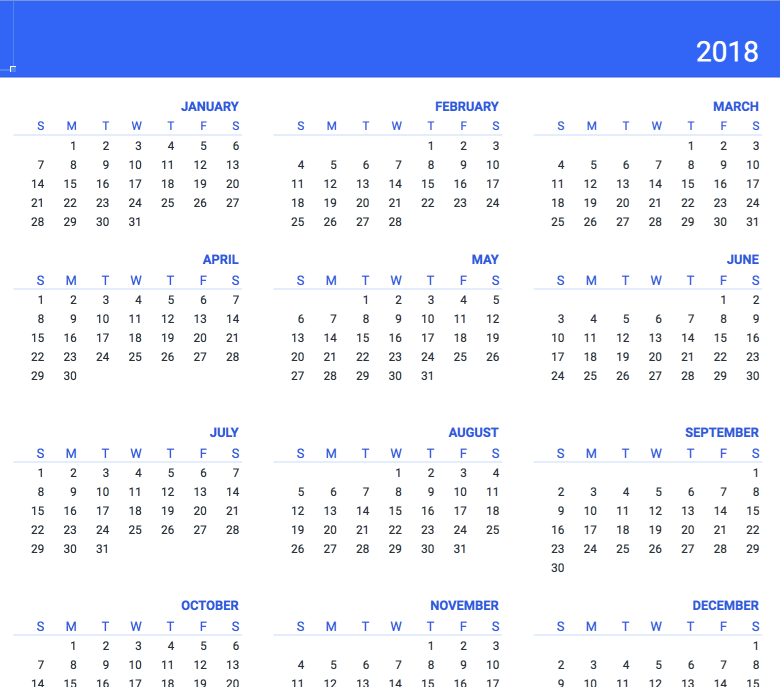 2018
JANUARY
S M T W T F S
1 2 3 4 5 6
7 8 9 10 11 12 13
14 15 16 17 18 19 20
21 22 23 24 25 26 27
28 29 30 31
FEBRUARY
S M T W T F S
1 2 3
4 5 6 7 8 9 10
11 12 13 14 15 16 17
18 19 20 21 22 23 24
25 26 27 28
MARCH
S M T W T F S
1 2 3
4 5 6 7 8 9 10
11 12 13 14 15 16 17
18 19 20 21 22 23 24
25 26 27 28 29 30 31
APRIL
S M T W T F S
1 2 3 4 5 6 7
8 9 10 11 12 13 14
15 16 17 18 19 20 21
22 23 24 25 26 27 28
29 30
MAY
S M T W T F S
1 2 3 4 5
6 7 8 9 10 11 12
13 14 15 16 17 18 19
20 21 22 23 24 25 26
27 28 29 30 31
JUNE
S M T W T F S
1 2
3 4 5 6 7 8 9
10 11 12 13 14 15 16
17 18 19 20 21 22 23
24 25 26 27 28 29 30
JULY
S M T W T F S
1 2 3 4 5 6 7
8 9 10 11 12 13 14
15 16 17 18 19 20 21
22 23 24 25 26 27 28
29 30 31
AUGUST
S M T W T F S
1 2 3 4
5 6 7 8 9 10 11
12 13 14 15 16 17 18
19 20 21 22 23 24 25
26 27 28 29 30 31
SEPTEMBER
S M T W T F S
1
2 3 4 5 6 7 8
9 10 11 12 13 14 15
16 17 18 19 20 21 22
23 24 25 26 27 28 29
30
OCTOBER
S M T W T F S
1 2 3 4 5 6
7 8 9 10 11 12 13
14 15 16 17 18 19 20
NOVEMBER
S M T W T F S
1 2 3
4 5 6 7 8 9 10
11 12 13 14 15 16 17
DECEMBER
S M T W T F S
1
2 3 4 5 6 7 8
9 10 11 12 13 14 15